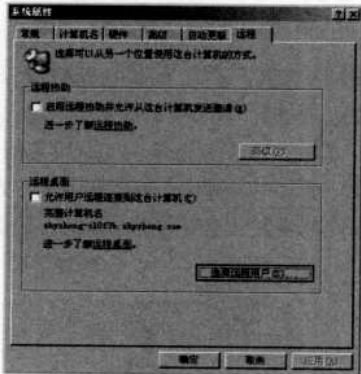 系统属性
常规 计算机名 硬件 高级 自动更新 远程
选择可以从另一个位置使用这台计算机的方式。
远程协助
启用远程协助并允许从这台计算机发送邀请(R)
进一步了解远程协助。
高级(V)...
远程桌面
允许用户远程连接到这台计算机(C)
完整计算机名
进一步了解远程桌面。
选择远程用户(S)...
确定 取消 应用(A)